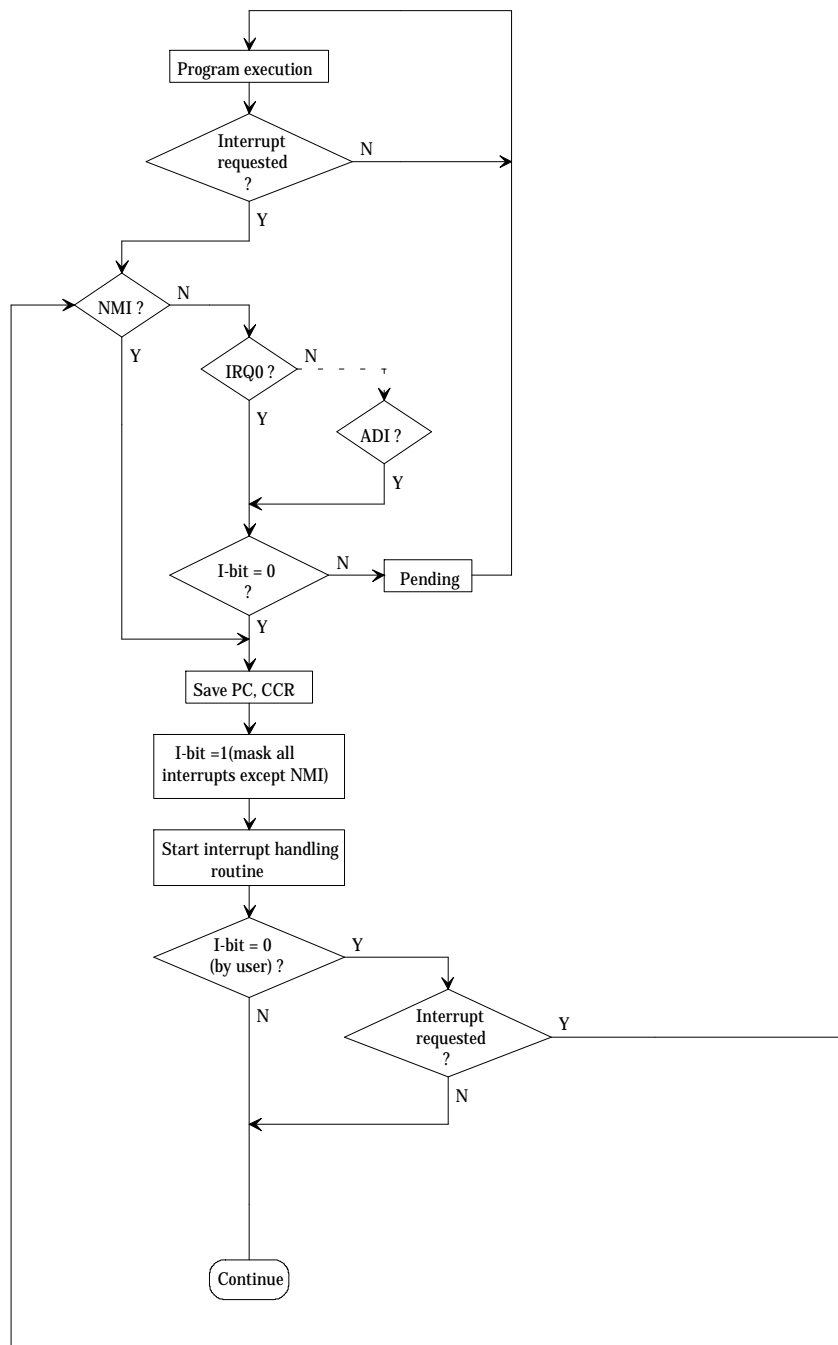 Program execution
Interrupt
requested
?
N
Y
NMI ?
N
Y
IRQ0 ?
N
Y
ADI ?
Y
I-bit = 0
?
N
Pending
Y
Save PC, CCR
I-bit =1(mask all
interrupts except NMI)
Start interrupt handling
routine
I-bit = 0
(by user) ?
Y
N
Interrupt
requested
?
Y
N
Continue